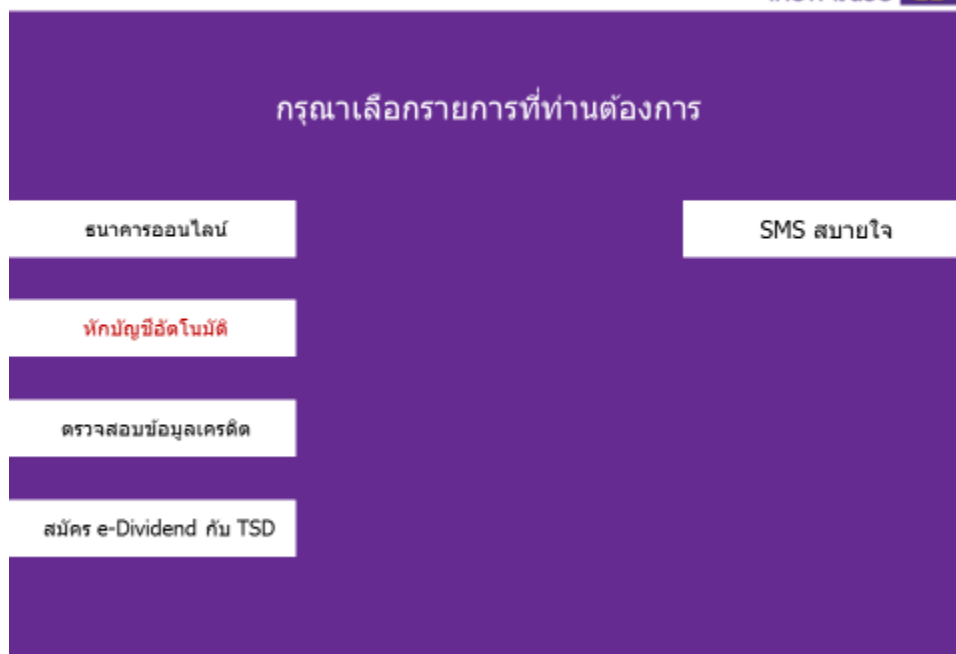 กรุณาเลือกรายการที่ท่านต้องการ
ธนาคารออนไลน์
SMS สบายใจ
หักบัญชีอัตโนมัติ
ตรวจสอบข้อมูลเครดิต
สมัคร e-Dividend กับ TSD